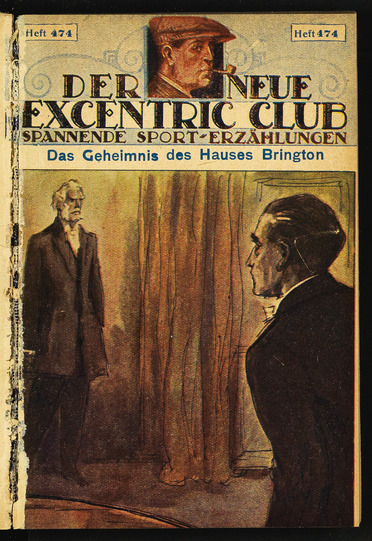 Heft 474
Heft 474
DER NEUE
EXCENTRIC CLUB
SPANNENDE SPORT-ERZÄHLUNGEN
Das Geheimnis des Hauses Brington